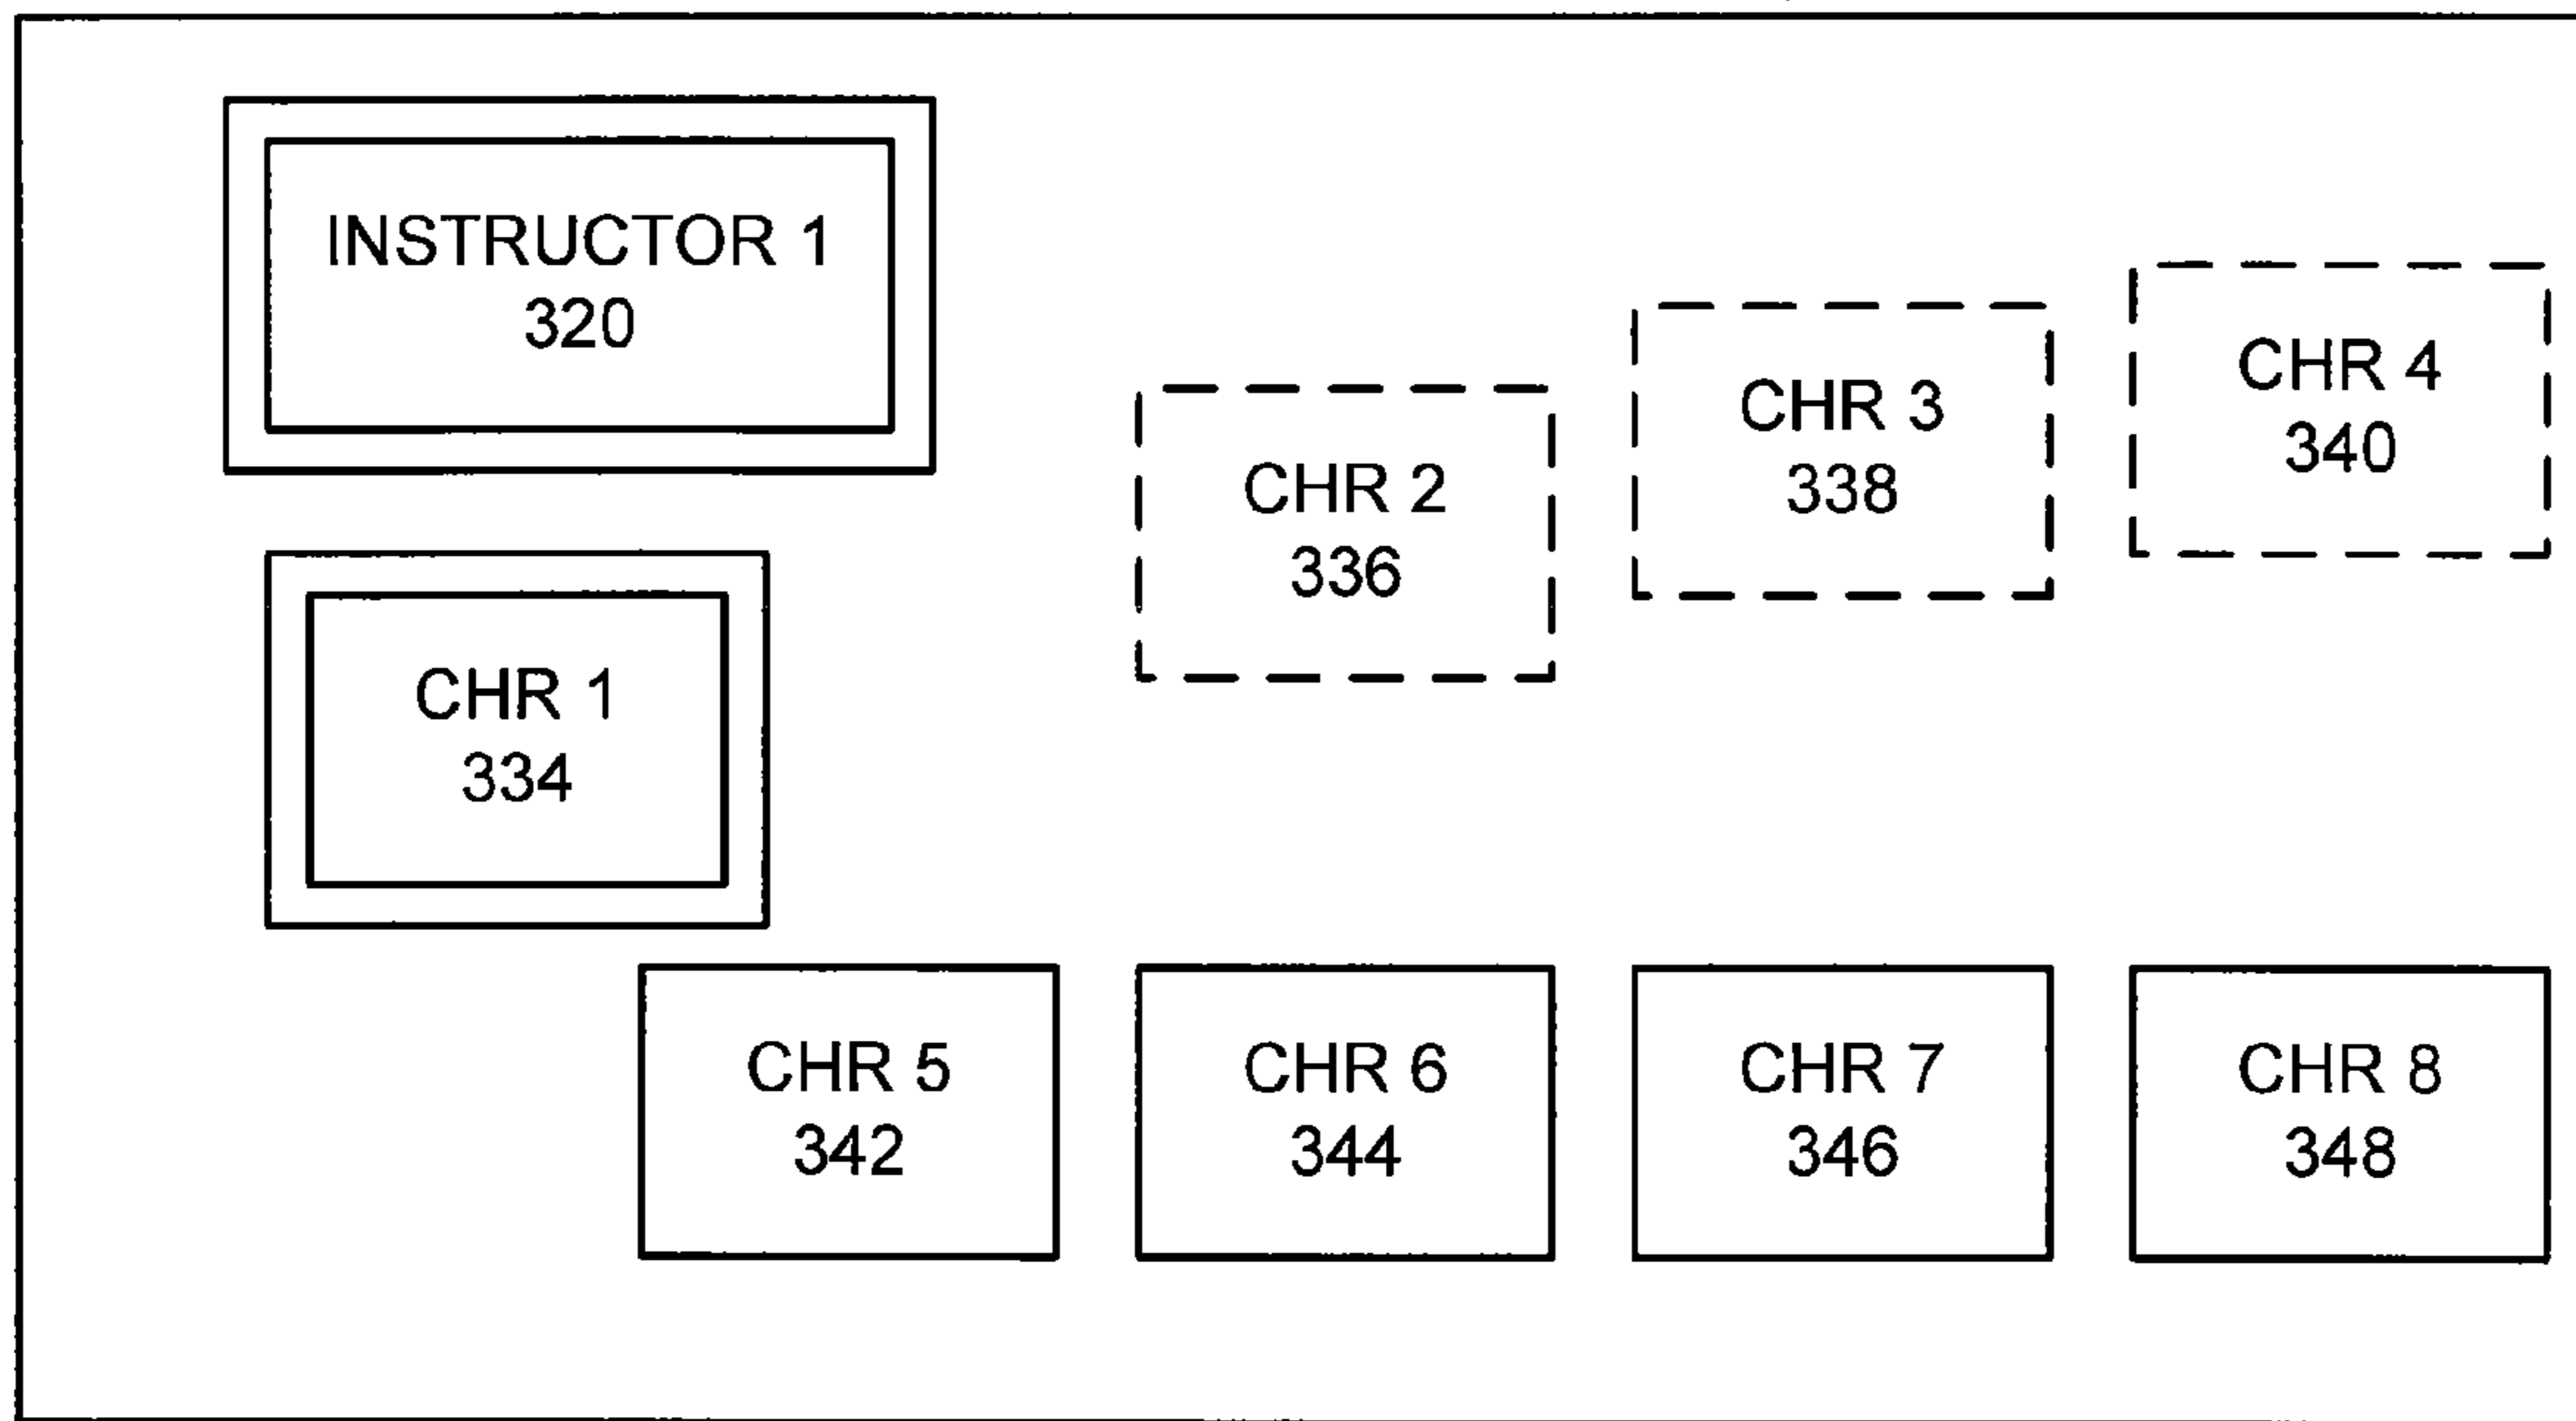 INSTRUCTOR 1
320
CHR 2
336
CHR 3
338
CHR 4
340
CHR 1
334
CHR 5
342
CHR 6
344
CHR 7
346
CHR 8
348